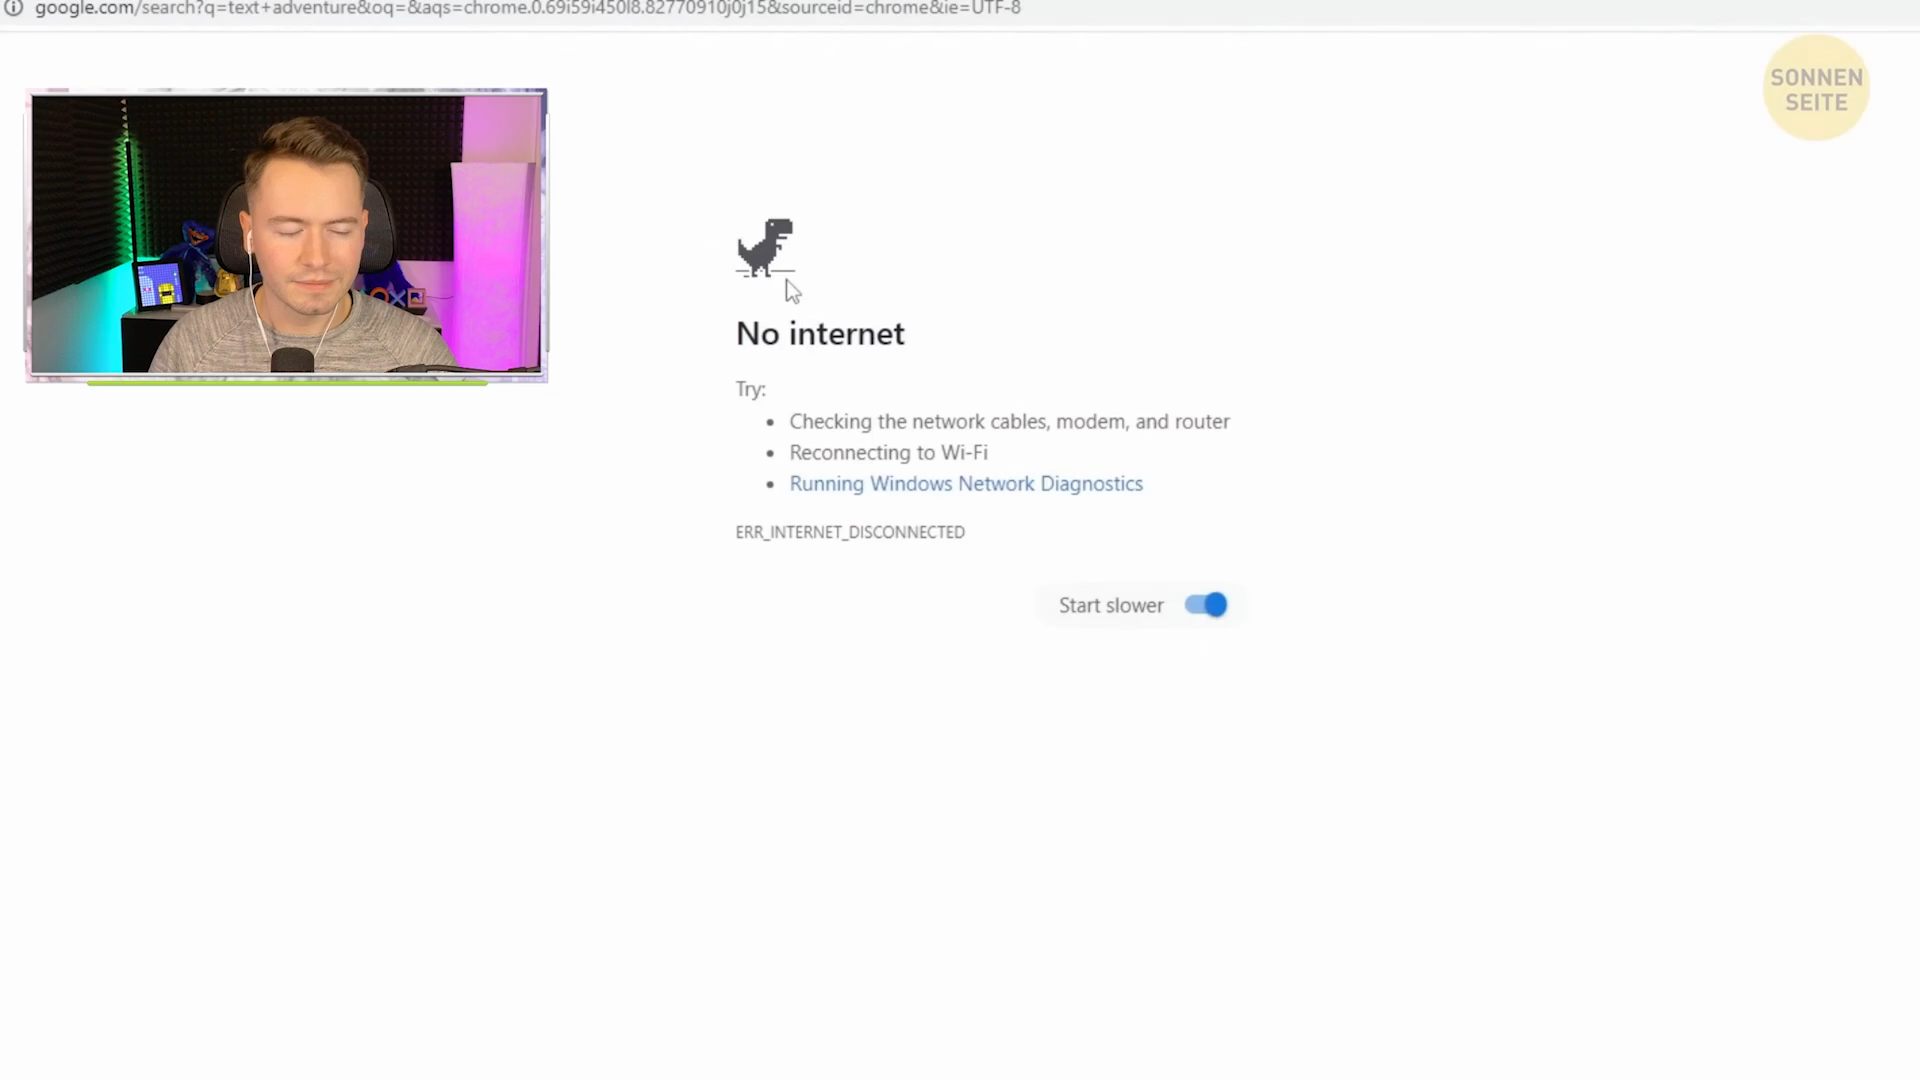 google.com/search?q=text+adventure&oq=&aqs=chrome.0.69i59i450l8.82770910j0j15&sourceid=chrome&ie=UTF-8
SONNEN
SEITE
No internet
Try:
Checking the network cables, modem, and router
Reconnecting to Wi-Fi
Running Windows Network Diagnostics
ERR_INTERNET_DISCONNECTED
Start slower